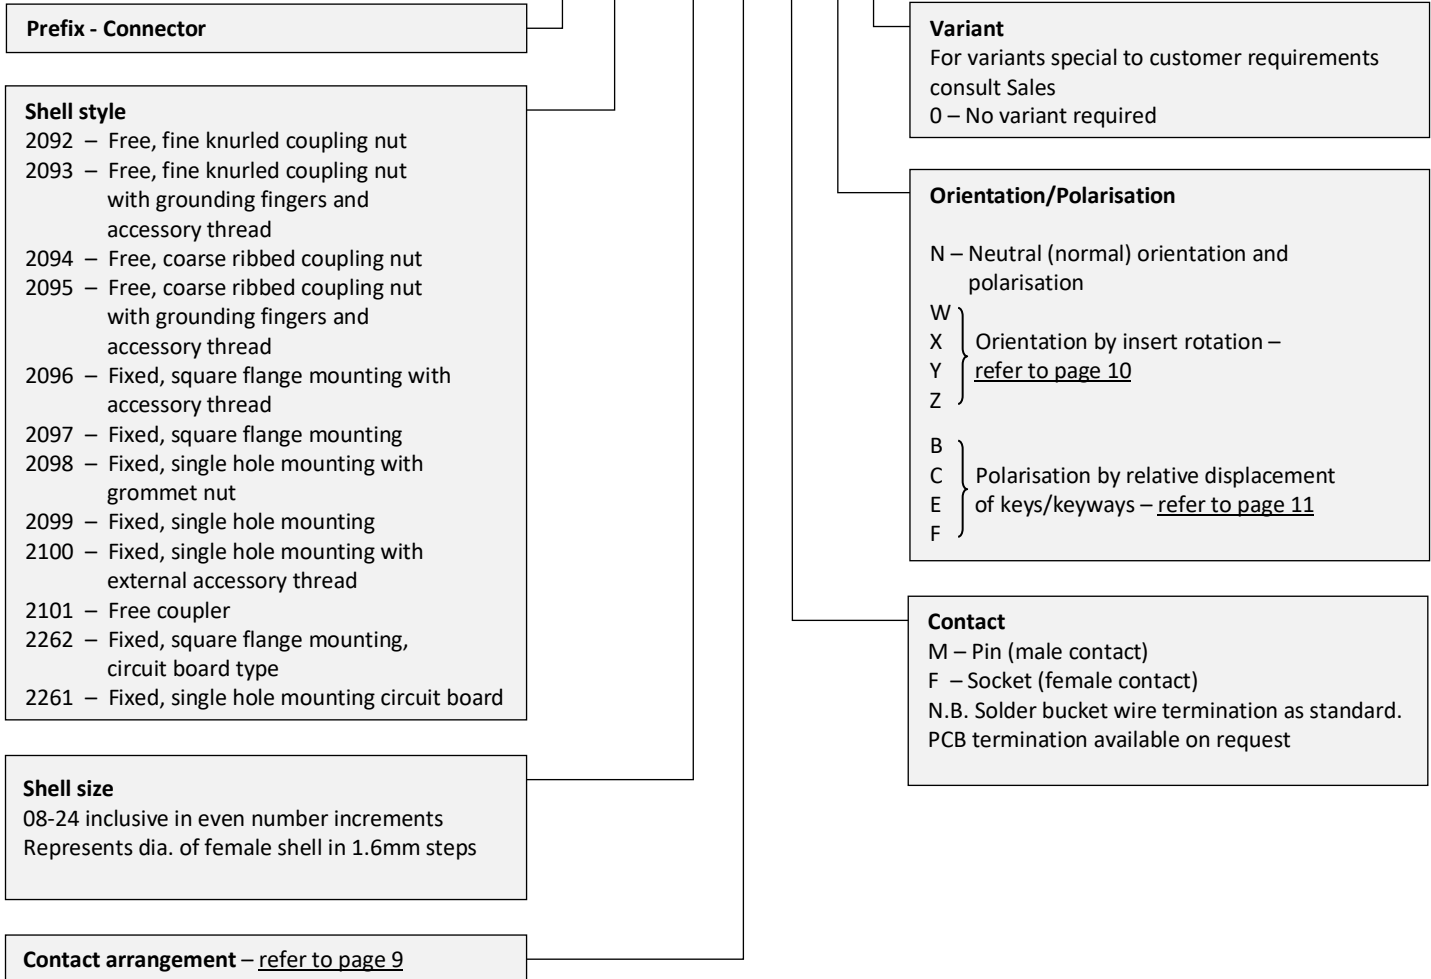 Prefix - Connector
Shell style
2092 – Free, fine knurled coupling nut
2093 – Free, fine knurled coupling nut
with grounding fingers and
accessory thread
2094 – Free, coarse ribbed coupling nut
2095 – Free, coarse ribbed coupling nut
with grounding fingers and
accessory thread
2096 – Fixed, square flange mounting with
accessory thread
2097 – Fixed, square flange mounting
2098 – Fixed, single hole mounting with
grommet nut
2099 – Fixed, single hole mounting
2100 – Fixed, single hole mounting with
external accessory thread
2101 – Free coupler
2262 – Fixed, square flange mounting,
circuit board type
2261 – Fixed, single hole mounting circuit board
Shell size
08-24 inclusive in even number increments
Represents dia. of female shell in 1.6mm steps
Contact arrangement – refer to page 9
Variant
For variants special to customer requirements
consult Sales
0 – No variant required
Orientation/Polarisation
N – Neutral (normal) orientation and
polarisation
W
X Orientation by insert rotation –
Y refer to page 10
Z
B
C Polarisation by relative displacement
E of keys/keyways – refer to page 11
F
Contact
M – Pin (male contact)
F – Socket (female contact)
N.B. Solder bucket wire termination as standard.
PCB termination available on request